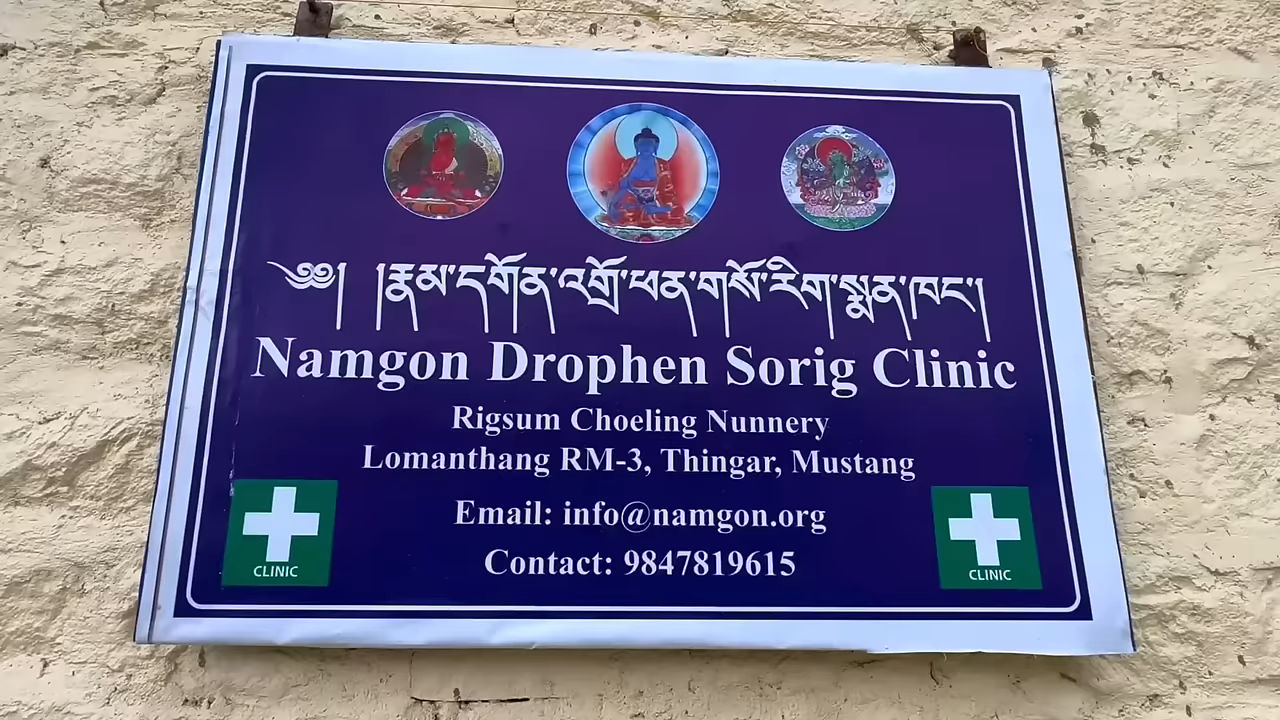 ༄༅། །རྣམ་དགོན་འགྲོ་ཕན་གསོ་རིག་སྨན་ཁང་།
Namgon Drophen Sorig Clinic
Rigsum Choeling Nunnery
Lomanthang RM-3, Thingar, Mustang
Email: info@namgon.org
Contact: 9847819615
CLINIC
CLINIC